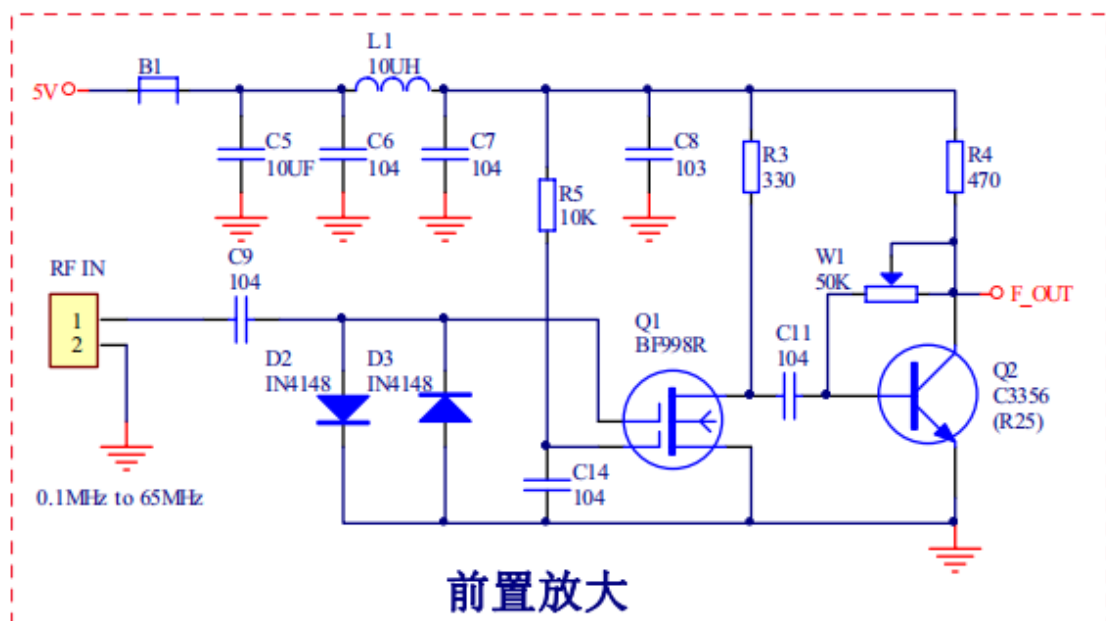 L1
10UH
B1
5V
C5
10UF
C6
104
C7
104
C8
103
R3
330
R4
470
R5
10K
C9
104
RF IN
1
2
W1
50K
F_OUT
Q1
BF998R
C11
104
D2
IN4148
D3
IN4148
Q2
C3356
(R25)
C14
104
0.1MHz to 65MHz
前置放大